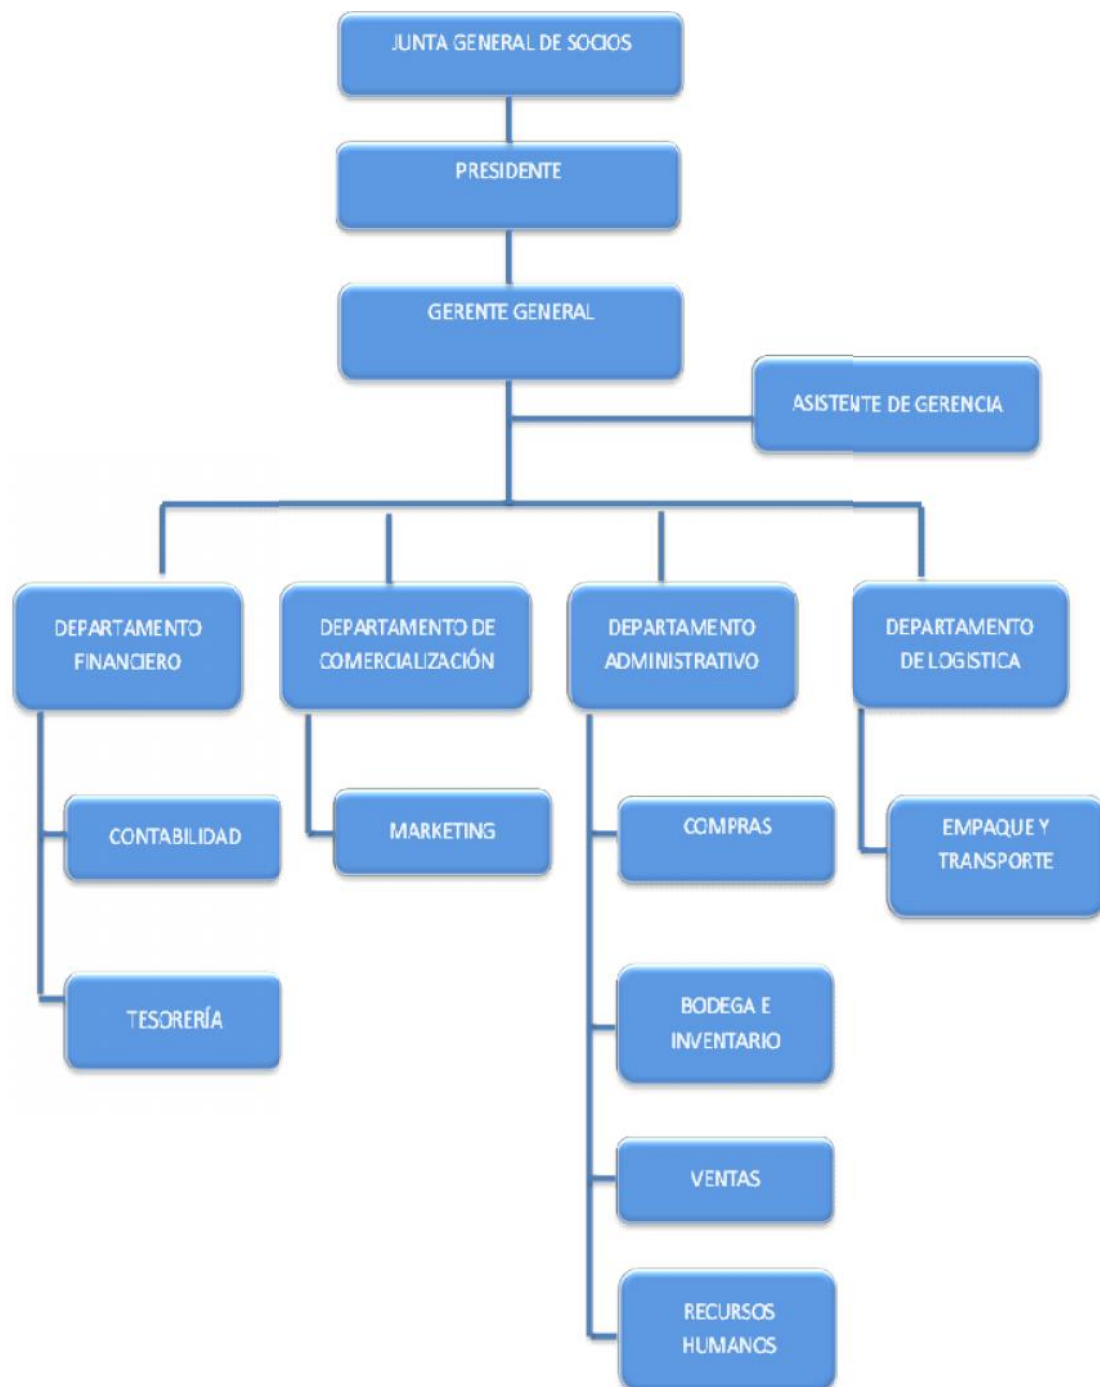 JUNTA GENERAL DE SOCIOS
PRESIDENTE
GERENTE GENERAL
ASISTENTE DE GERENCIA
DEPARTAMENTO
FINANCIERO
DEPARTAMENTO DE
COMERCIALIZACIÓN
DEPARTAMENTO
ADMINISTRATIVO
DEPARTAMENTO
DE LOGISTICA
CONTABILIDAD
TESORERÍA
MARKETING
COMPRAS
BODEGA E
INVENTARIO
VENTAS
RECURSOS
HUMANOS
EMPAQUE Y
TRANSPORTE